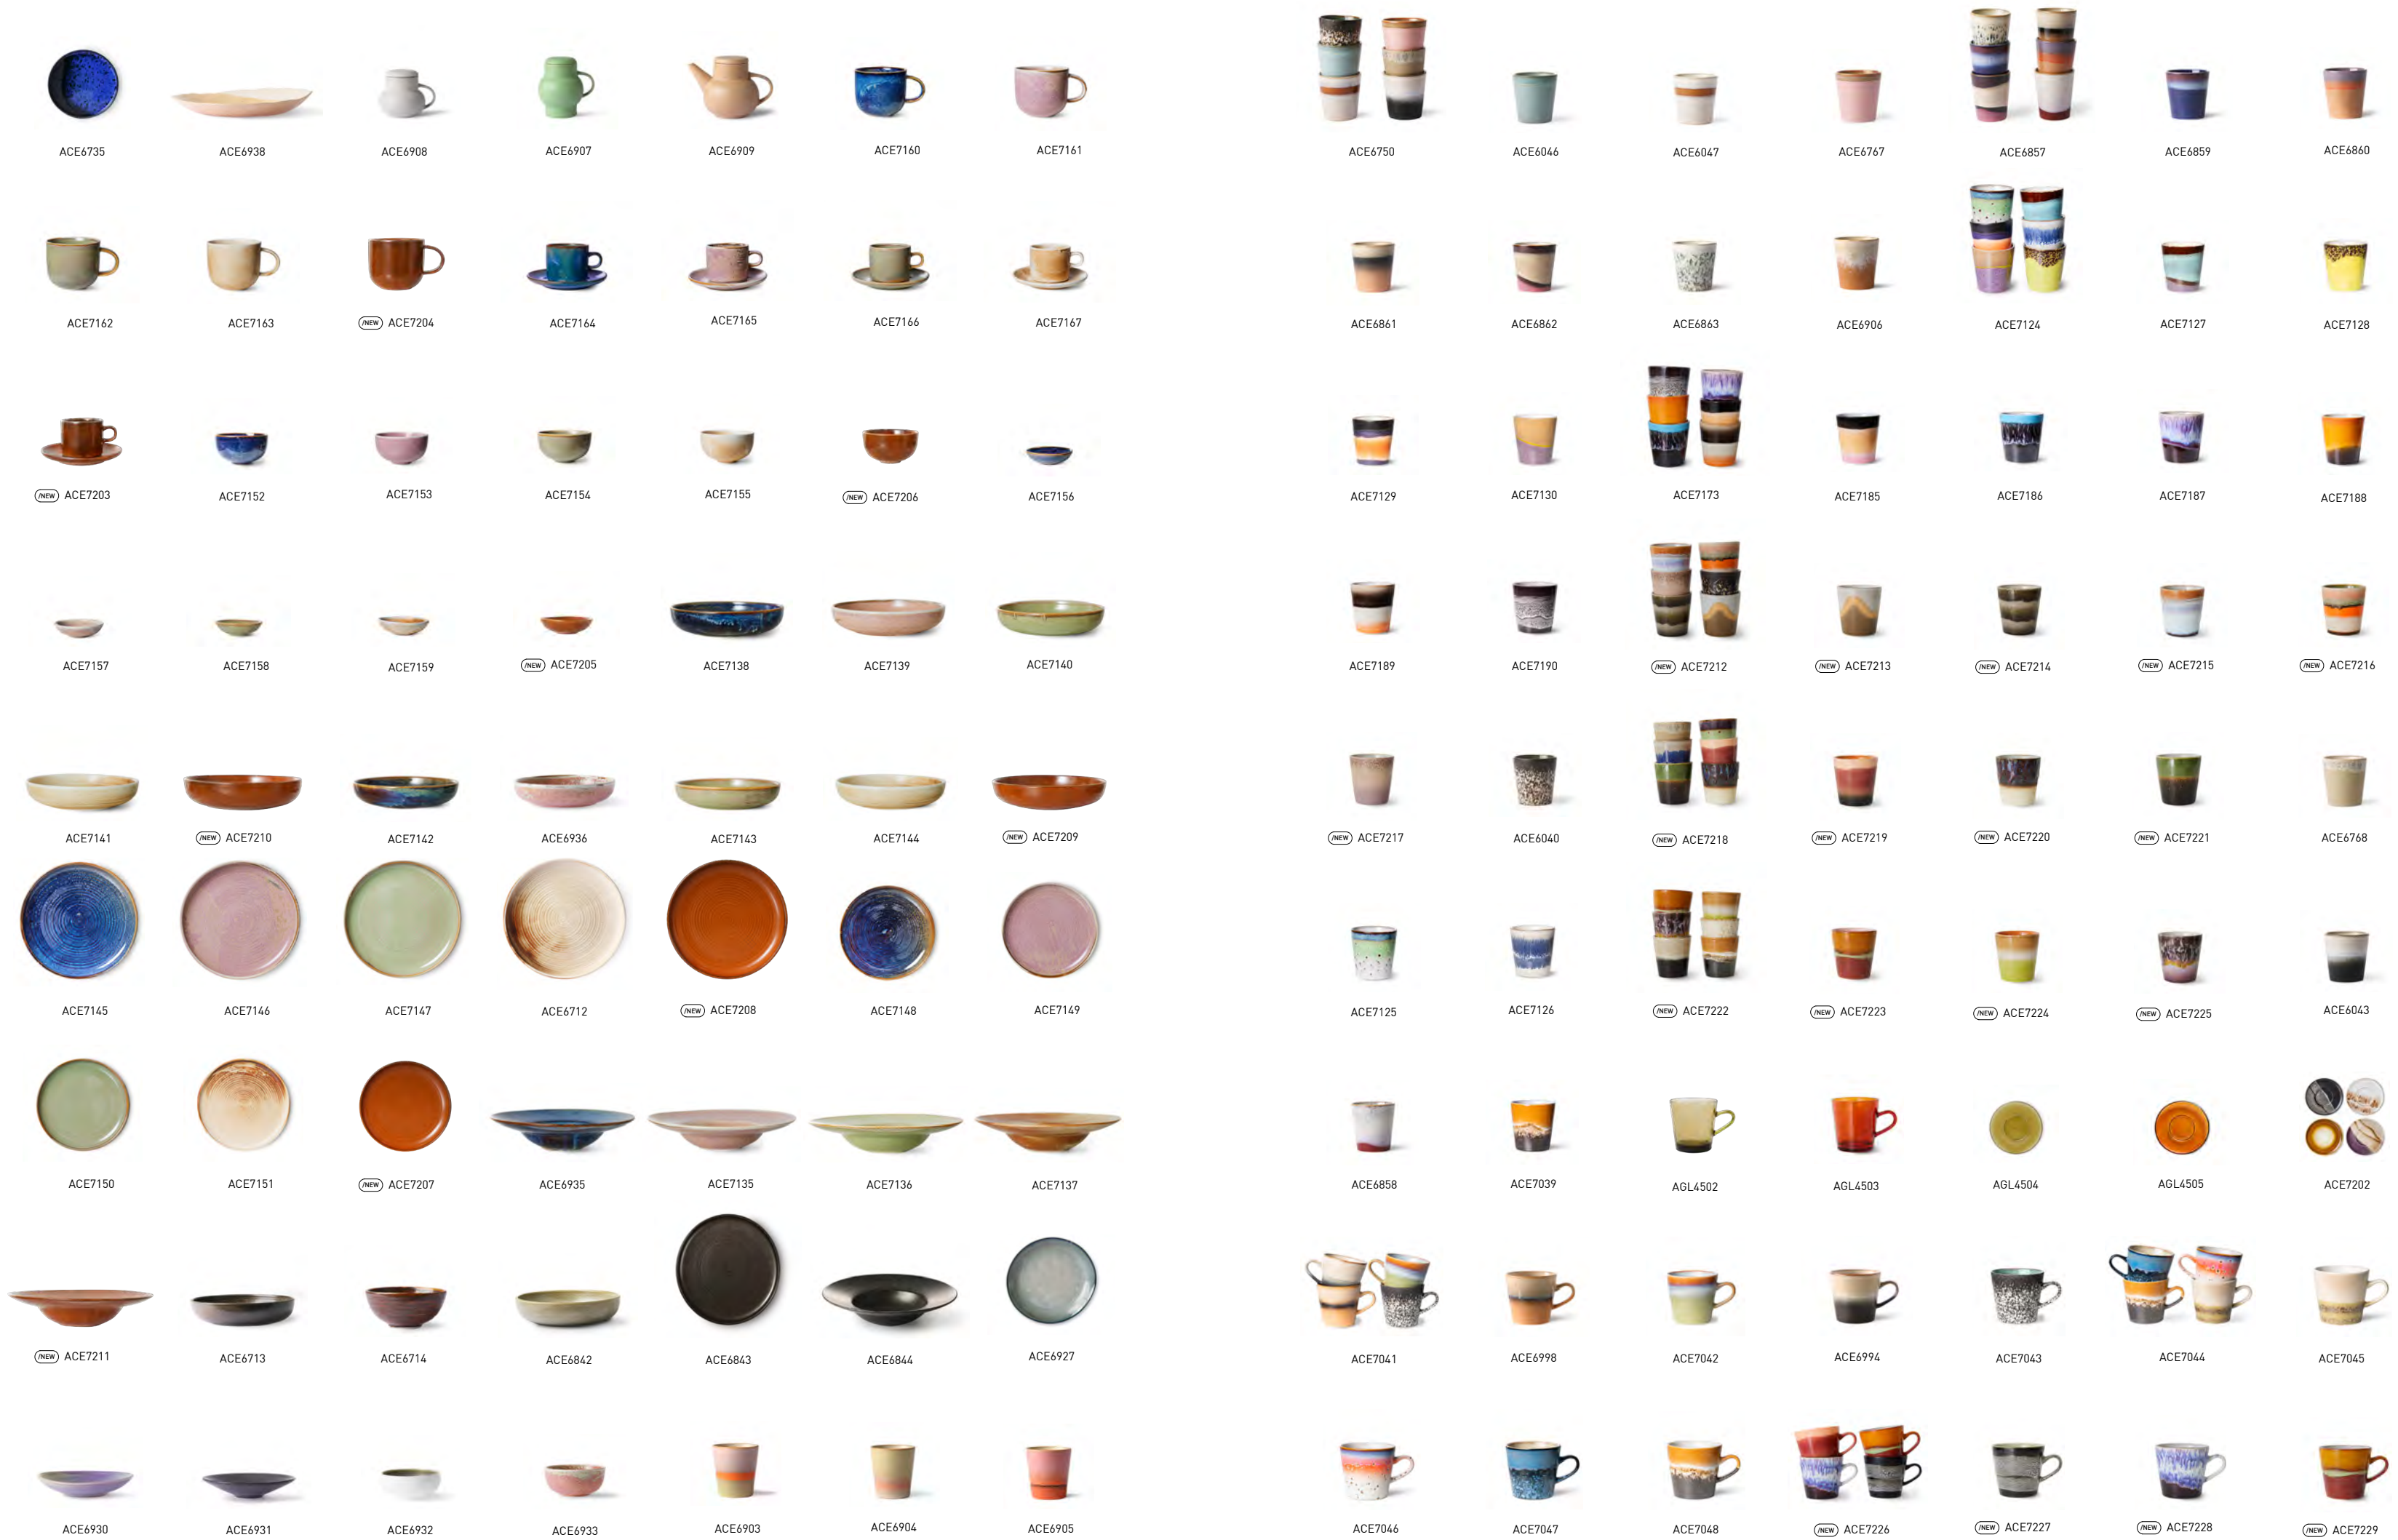 ACE6735 ACE6938 ACE6908 ACE6907 ACE6909 ACE7160 ACE7161
ACE7162 ACE7163 /NEW ACE7204 ACE7164 ACE7165 ACE7166 ACE7167
/NEW ACE7203 ACE7152 ACE7153 ACE7154 ACE7155 /NEW ACE7206 ACE7156
ACE7157 ACE7158 ACE7159 /NEW ACE7205 ACE7138 ACE7139 ACE7140
ACE7141 /NEW ACE7210 ACE7142 ACE6936 ACE7143 ACE7144 /NEW ACE7209
ACE7145 ACE7146 ACE7147 ACE6712 /NEW ACE7208 ACE7148 ACE7149
ACE7150 ACE7151 /NEW ACE7207 ACE6935 ACE7135 ACE7136 ACE7137
/NEW ACE7211 ACE6713 ACE6714 ACE6842 ACE6843 ACE6844 ACE6927
ACE6930 ACE6931 ACE6932 ACE6933 ACE6903 ACE6904 ACE6905
ACE6750 ACE6046 ACE6047 ACE6767 ACE6857 ACE6859 ACE6860
ACE6861 ACE6862 ACE6863 ACE6906 ACE7124 ACE7127 ACE7128
ACE7129 ACE7130 ACE7173 ACE7185 ACE7186 ACE7187 ACE7188
ACE7189 ACE7190 /NEW ACE7212 /NEW ACE7213 /NEW ACE7214 /NEW ACE7215 /NEW ACE7216
/NEW ACE7217 ACE6040 /NEW ACE7218 /NEW ACE7219 /NEW ACE7220 /NEW ACE7221 ACE6768
ACE7125 ACE7126 /NEW ACE7222 /NEW ACE7223 /NEW ACE7224 /NEW ACE7225 ACE6043
ACE6858 ACE7039 AGL4502 AGL4503 AGL4504 AGL4505 ACE7202
ACE7041 ACE6998 ACE7042 ACE6994 ACE7043 ACE7044 ACE7045
ACE7046 ACE7047 ACE7048 /NEW ACE7226 /NEW ACE7227 /NEW ACE7228 /NEW ACE7229